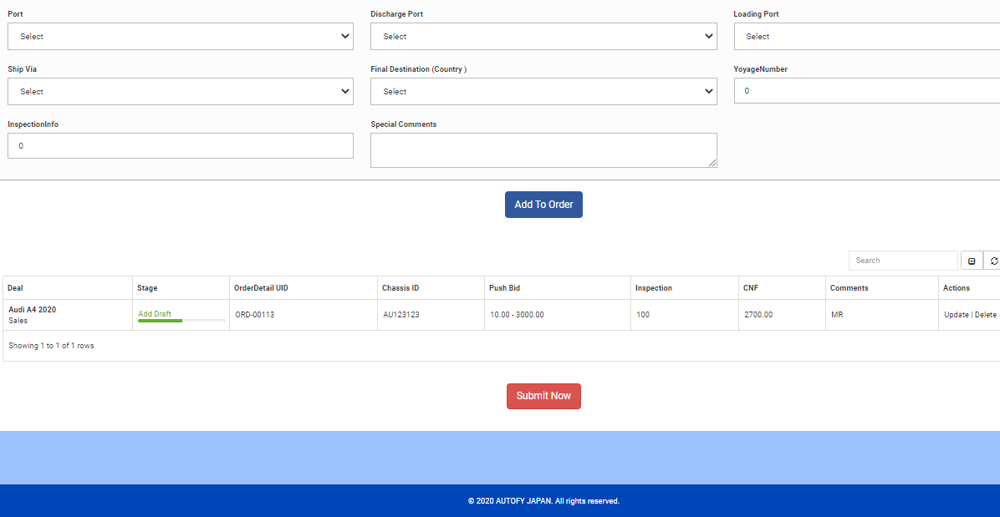 Port Discharge Port Loading Port
Select Select Select
Ship Via Final Destination (Country ) YoyageNumber
Select Select 0
InspectionInfo Special Comments
0
Add To Order
Search
Deal Stage OrderDetail UID Chassis ID Push Bid Inspection CNF Comments Actions
Audi A4 2020 Add Draft ORD-00113 AU123123 10.00 - 3000.00 100 2700.00 MR Update | Delete
Sales
Showing 1 to 1 of 1 rows
Submit Now
© 2020 AUTOFY JAPAN. All rights reserved.